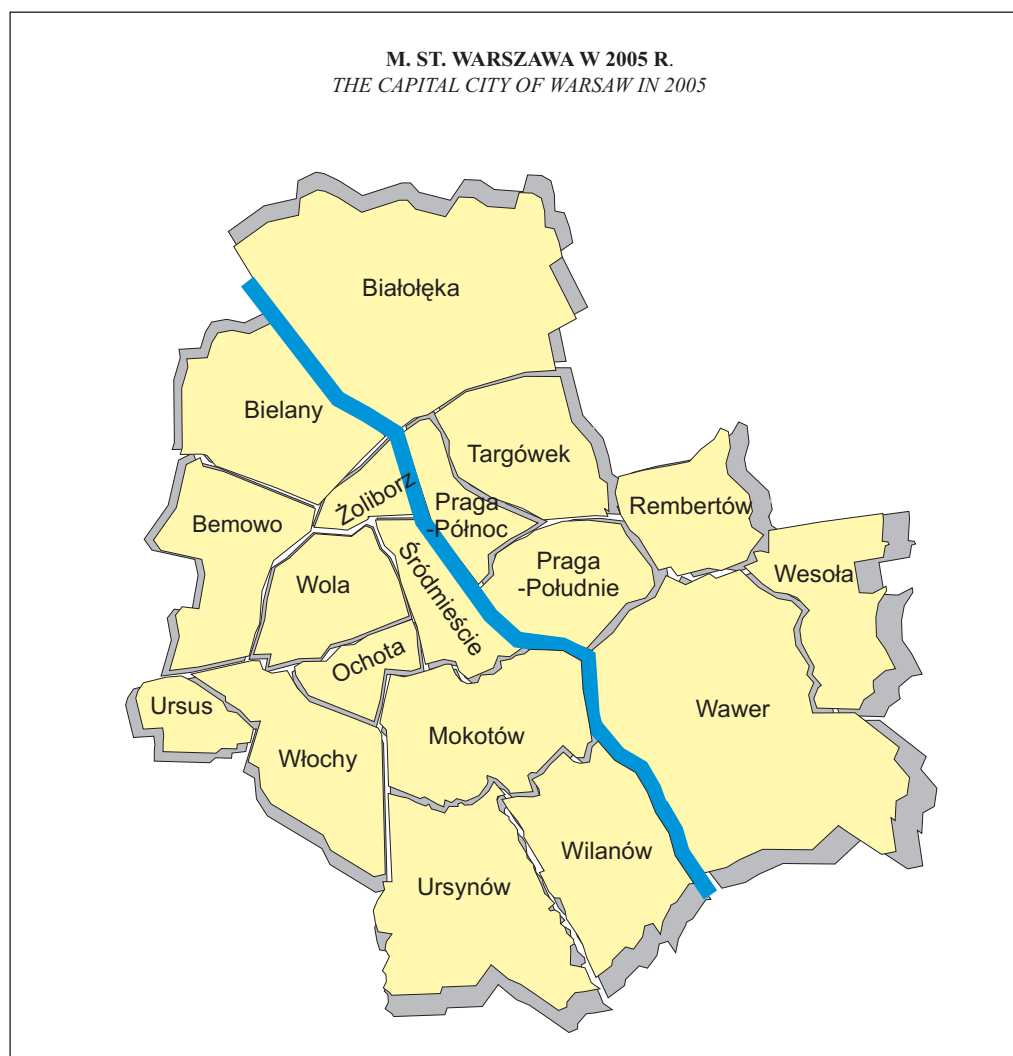 M. ST. WARSZAWA W 2005 R.
THE CAPITAL CITY OF WARSAW IN 2005
Białołęka
Bielany
Targówek
Żoliborz
Praga
-Północ
Rembertów
Bemowo
Śródmieście
Praga
-Południe
Wesoła
Wola
Ochota
Ursus
Wawer
Włochy
Mokotów
Wilanów
Ursynów